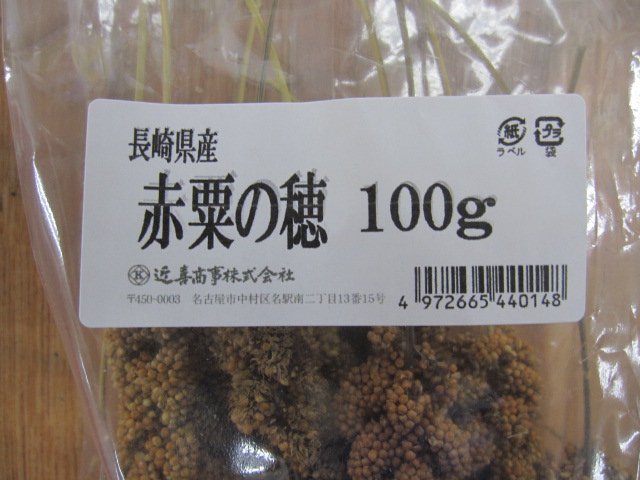 長崎県産
赤粟の穂 100g
近喜商事株式会社
〒450-0003 名古屋市中村区名駅南二丁目13番15号
紙
ラベル
プラ
袋
4 972665 440148